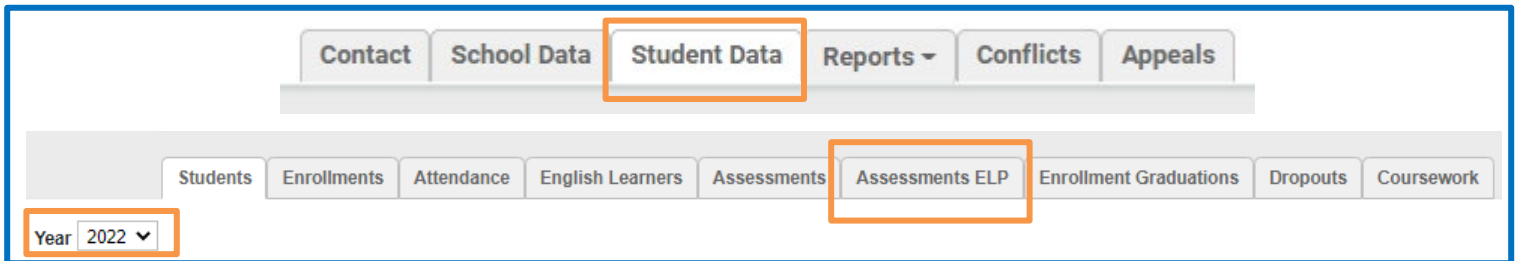 Contact School Data Student Data Reports Conflicts Appeals
Students Enrollments Attendance English Learners Assessments Assessments ELP Enrollment Graduations Dropouts Coursework
Year 2022